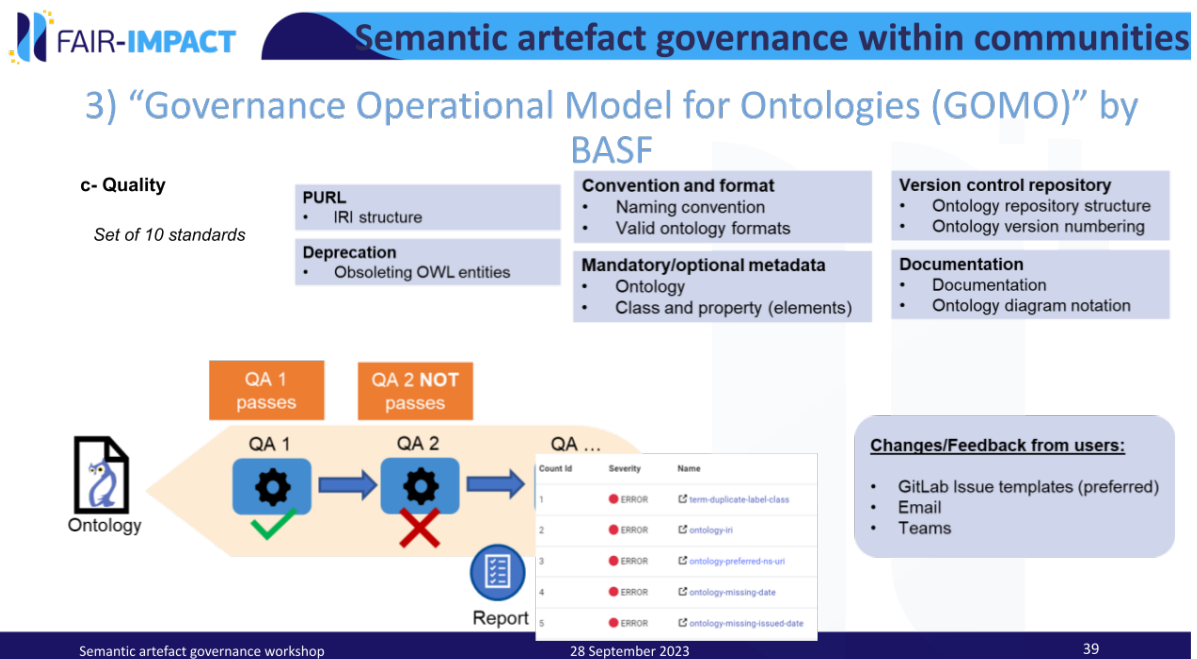 FAIR-IMPACT
Semantic artefact governance within communities
3) “Governance Operational Model for Ontologies (GOMO)” by
BASF
c- Quality
Set of 10 standards
PURL
• IRI structure
Deprecation
• Obsoleting OWL entities
Convention and format
• Naming convention
• Valid ontology formats
Mandatory/optional metadata
• Ontology
• Class and property (elements)
Version control repository
• Ontology repository structure
• Ontology version numbering
Documentation
• Documentation
• Ontology diagram notation
QA 1
passes
QA 2 NOT
passes
QA 1
QA 2
QA ...
Ontology
Report
Count Id Severity Name
1 ERROR term-duplicate-label-class
2 ERROR ontology-iri
3 ERROR ontology-preferred-ns-uri
4 ERROR ontology-missing-date
5 ERROR ontology-missing-issued-date
Changes/Feedback from users:
• GitLab Issue templates (preferred)
• Email
• Teams
Semantic artefact governance workshop
28 September 2023
39